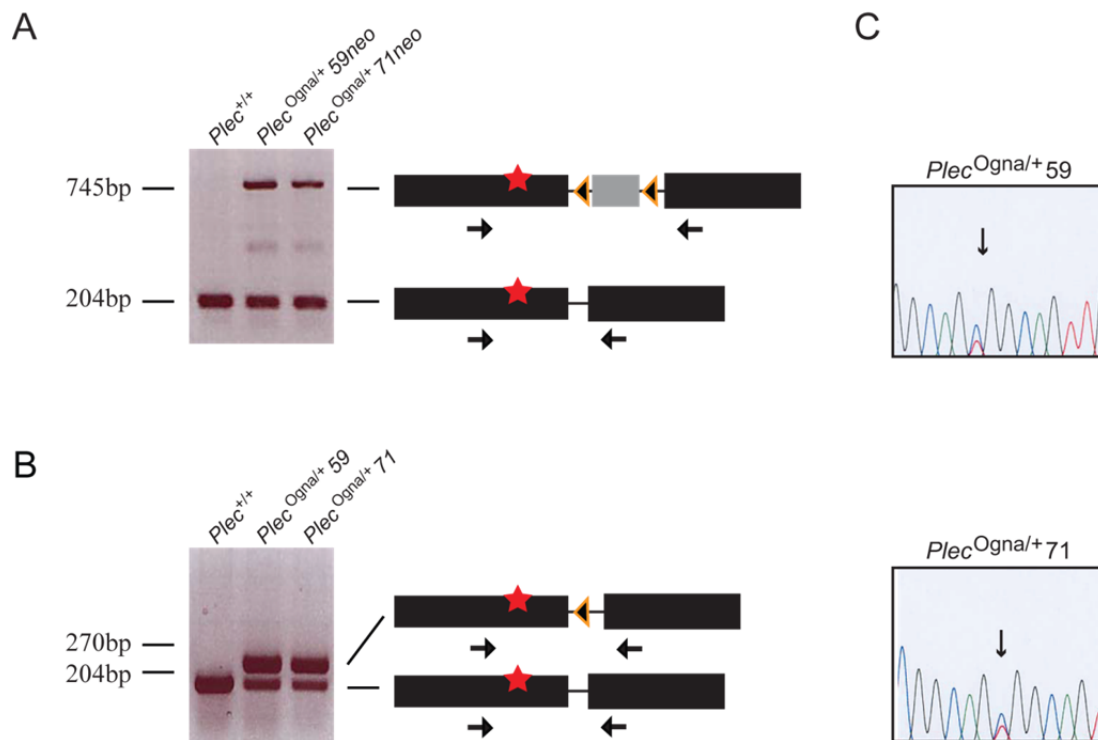 A
C
Plec+/+
PlecOgna/+ 59neo
PlecOgna/+ 71neo
745bp
204bp
PlecOgna/+59
B
Plec+/+
PlecOgna/+ 59
PlecOgna/+ 71
270bp
204bp
PlecOgna/+71